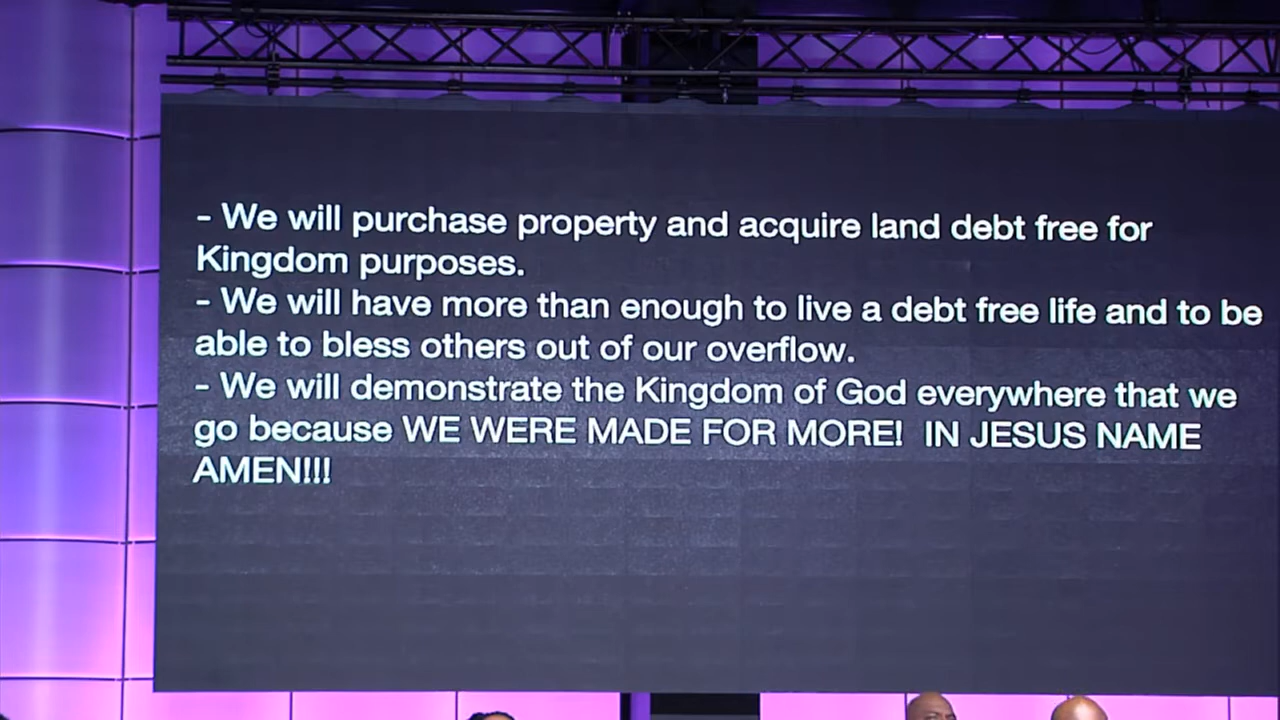 - We will purchase property and acquire land debt free for
Kingdom purposes.
- We will have more than enough to live a debt free life and to be
able to bless others out of our overflow.
- We will demonstrate the Kingdom of God everywhere that we
go because WE WERE MADE FOR MORE!  IN JESUS NAME
AMEN!!!